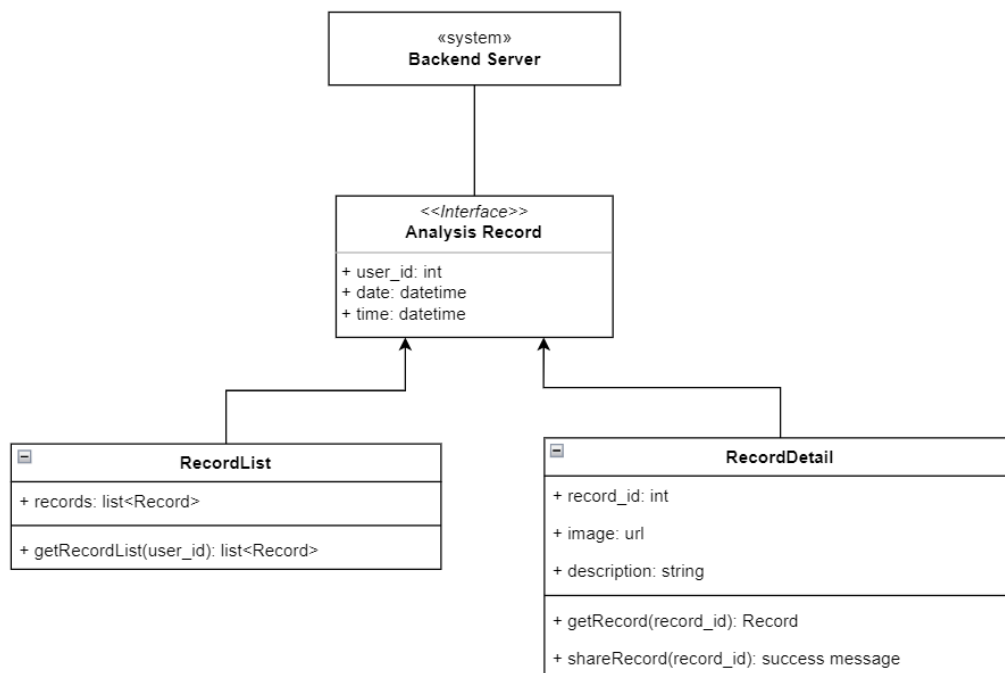 «system»
Backend Server
<<Interface>>
Analysis Record
+ user_id: int
+ date: datetime
+ time: datetime
RecordList
+ records: list<Record>
+ getRecordList(user_id): list<Record>
RecordDetail
+ record_id: int
+ image: url
+ description: string
+ getRecord(record_id): Record
+ shareRecord(record_id): success message